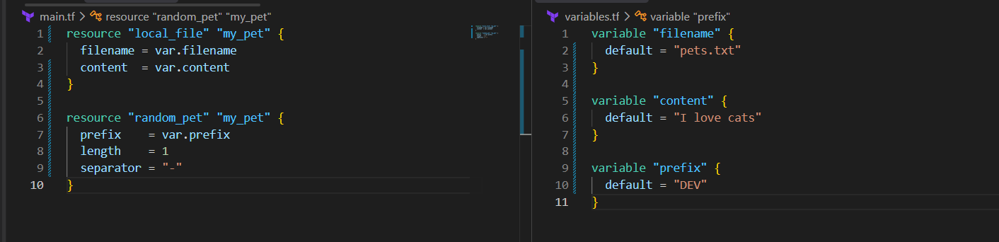 main.tf > resource "random_pet" "my_pet"
1 resource "local_file" "my_pet" {
2   filename = var.filename
3   content  = var.content
4 }
5
6 resource "random_pet" "my_pet" {
7   prefix    = var.prefix
8   length    = 1
9   separator = "-"
10 }
variables.tf > variable "prefix"
1 variable "filename" {
2   default = "pets.txt"
3 }
4
5 variable "content" {
6   default = "I love cats"
7 }
8
9 variable "prefix" {
10   default = "DEV"
11 }